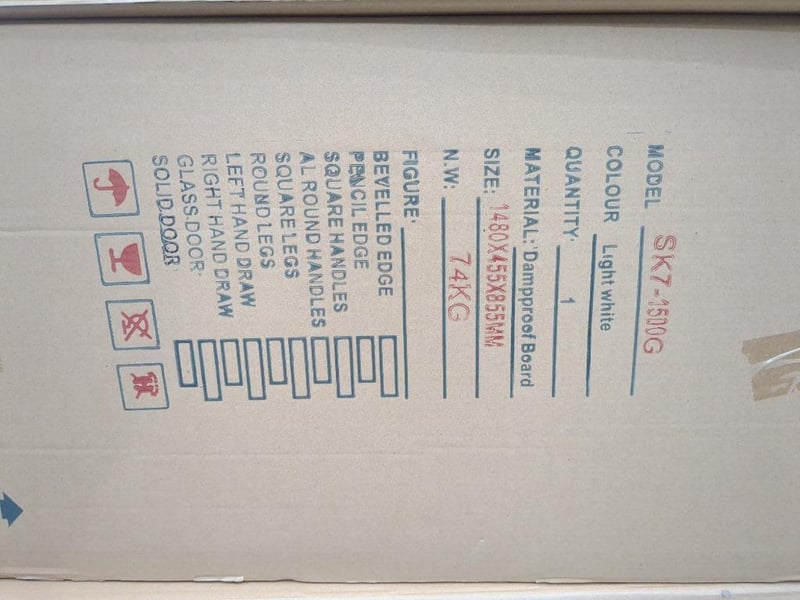 MODEL SK7-1500G
COLOUR Light white
QUANTITY: 1
MATERIAL: Dampproof Board
SIZE: 1480X455X855MM
N.W: 74KG
FIGURE:
BEVELLED EDGE
PENCIL EDGE
SQUARE HANDLES
AL ROUND HANDLES
SQUARE LEGS
ROUND LEGS
LEFT HAND DRAW
RIGHT HAND DRAW
GLASS DOOR:
SOLID DOOR